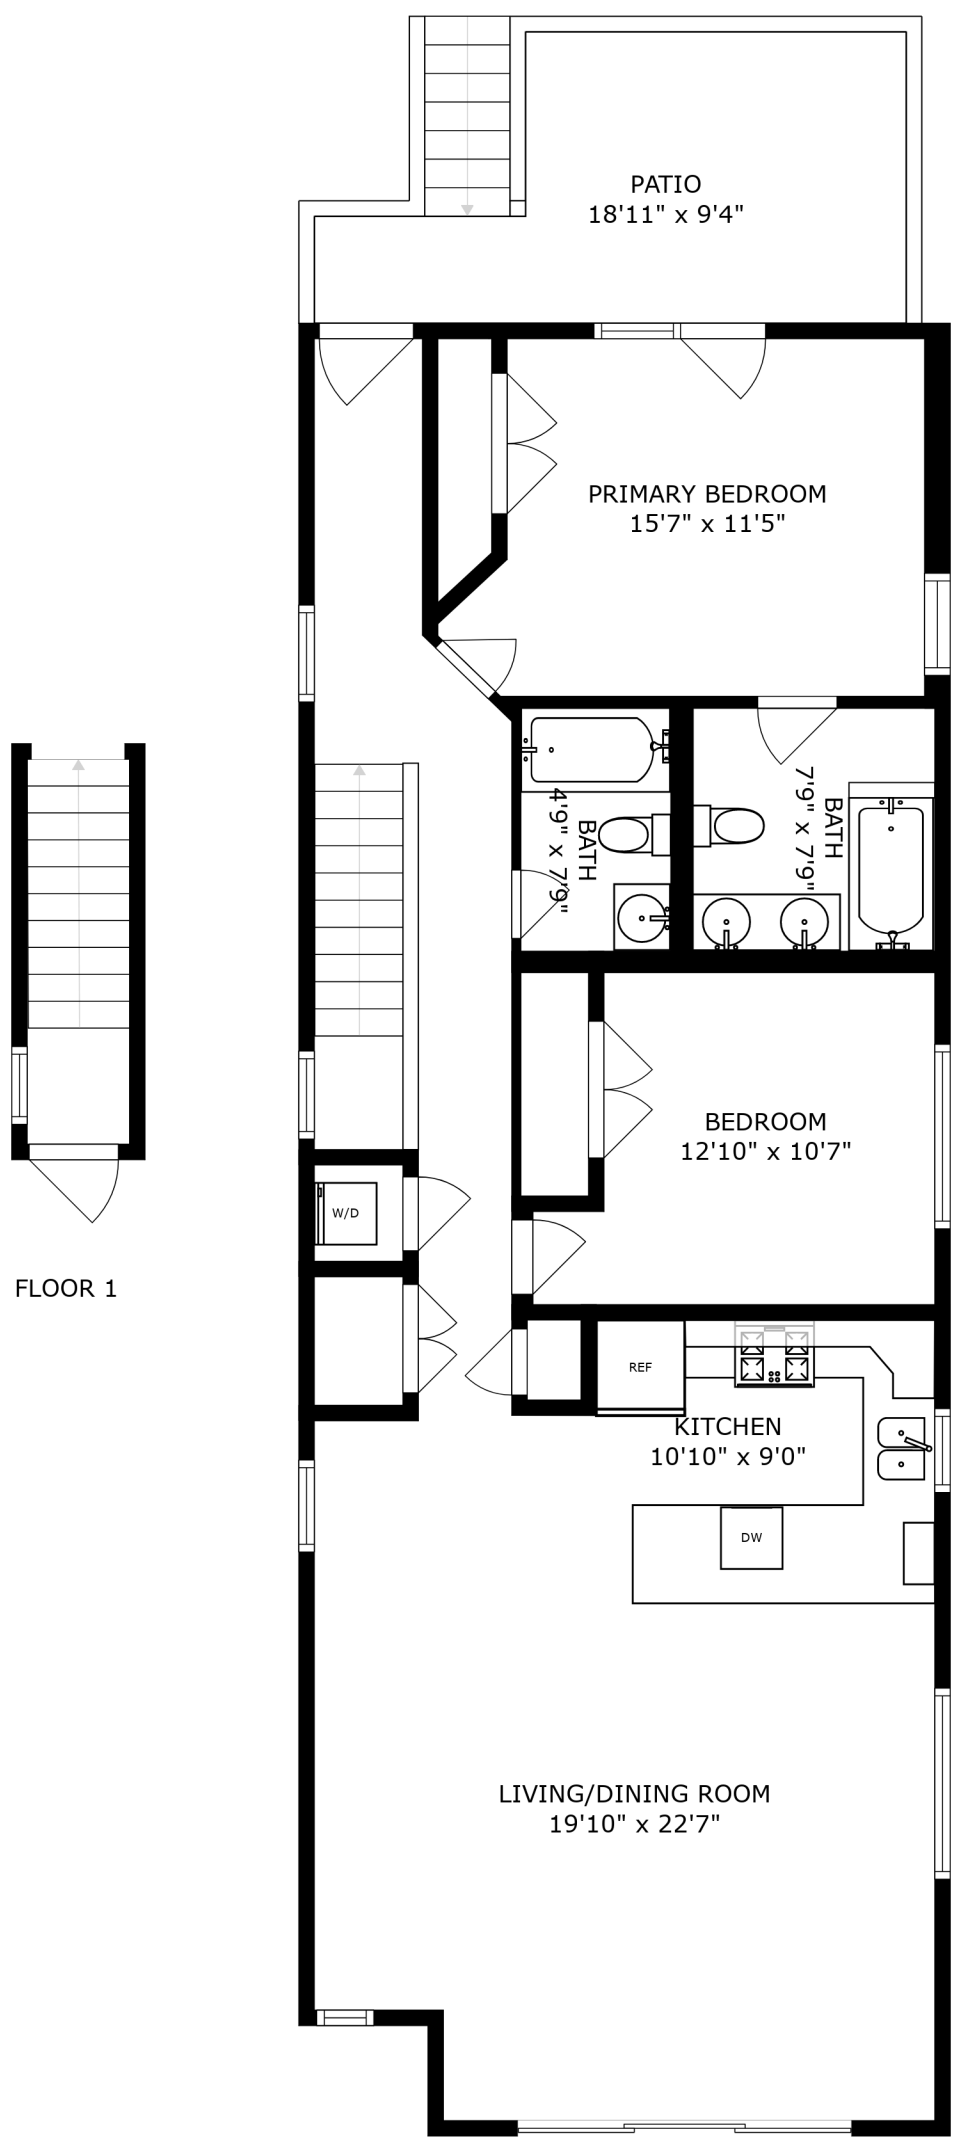 PATIO
18'11" x 9'4"
PRIMARY BEDROOM
15'7" x 11'5"
BATH
4'9" x 7'9"
BATH
7'9" x 7'9"
BEDROOM
12'10" x 10'7"
W/D
FLOOR 1
REF
KITCHEN
10'10" x 9'0"
DW
LIVING/DINING ROOM
19'10" x 22'7"